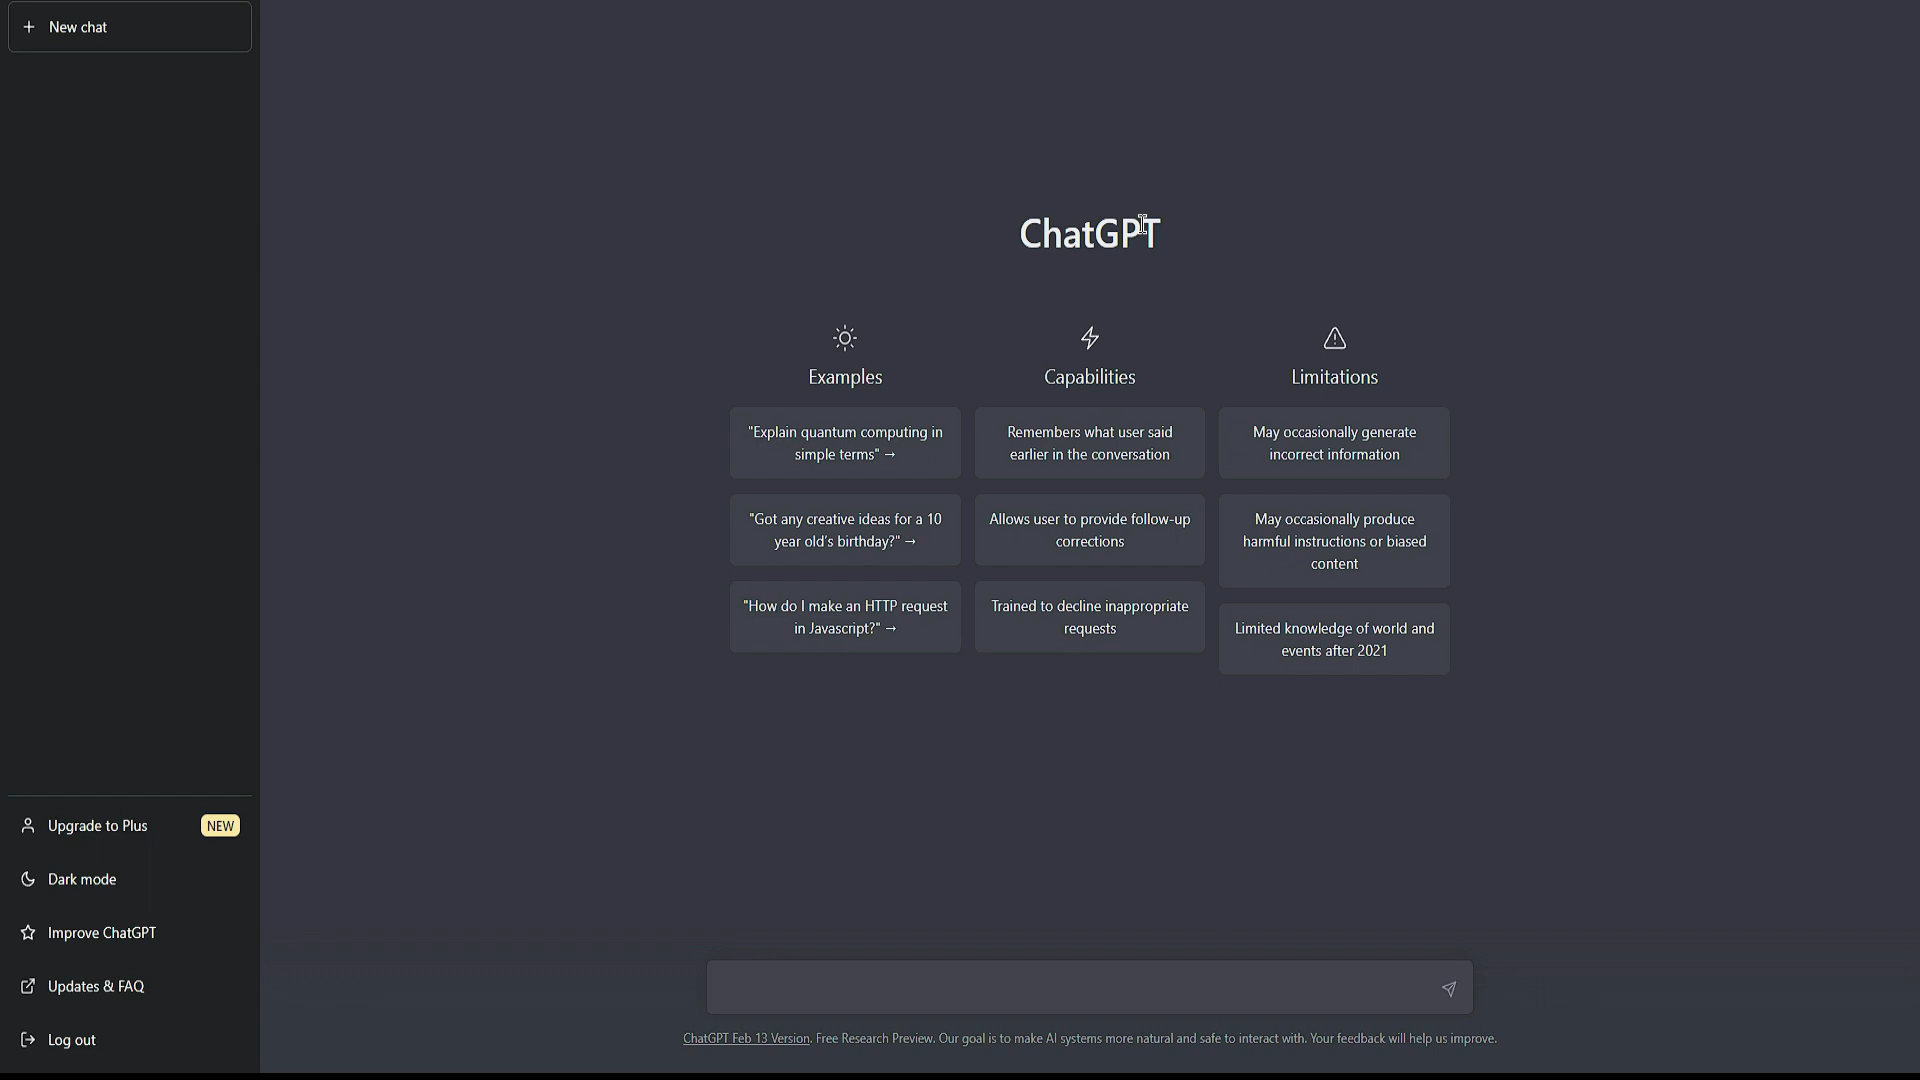 New chat
ChatGPT
Examples
"Explain quantum computing in
simple terms" →
"Got any creative ideas for a 10
year old's birthday?" →
"How do I make an HTTP request
in Javascript?" →
Capabilities
Remembers what user said
earlier in the conversation
Allows user to provide follow-up
corrections
Trained to decline inappropriate
requests
Limitations
May occasionally generate
incorrect information
May occasionally produce
harmful instructions or biased
content
Limited knowledge of world and
events after 2021
Upgrade to Plus NEW
Dark mode
Improve ChatGPT
Updates & FAQ
Log out
ChatGPT Feb 13 Version. Free Research Preview. Our goal is to make AI systems more natural and safe to interact with. Your feedback will help us improve.